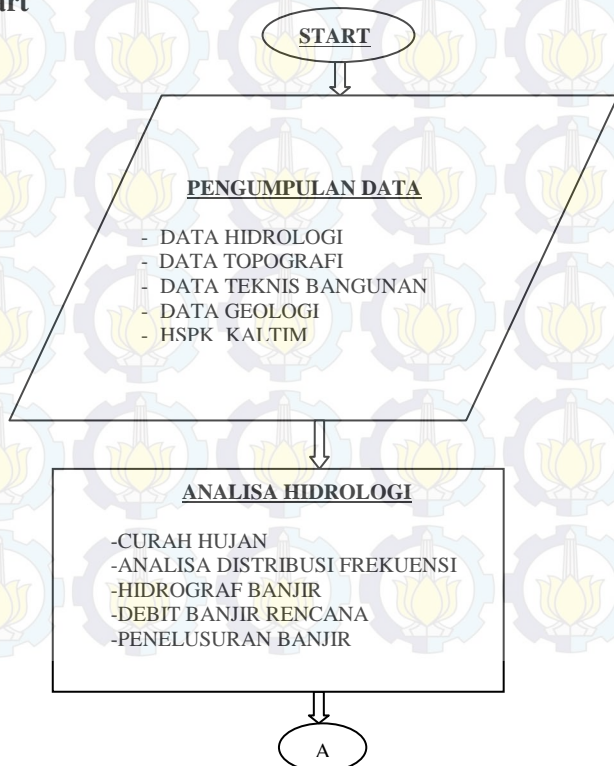 START
PENGUMPULAN DATA
- DATA HIDROLOGI
- DATA TOPOGRAFI
- DATA TEKNIS BANGUNAN
- DATA GEOLOGI
- HSPK KALTIM
ANALISA HIDROLOGI
-CURAH HUJAN
-ANALISA DISTRIBUSI FREKUENSI
-HIDROGRAF BANJIR
-DEBIT BANJIR RENCANA
-PENELUSURAN BANJIR
A